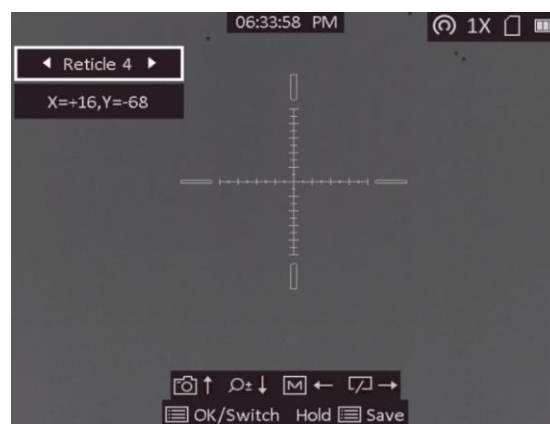 06:33:58 PM
1X
Reticle 4
X=+16,Y=-68
M
OK/Switch Hold Save